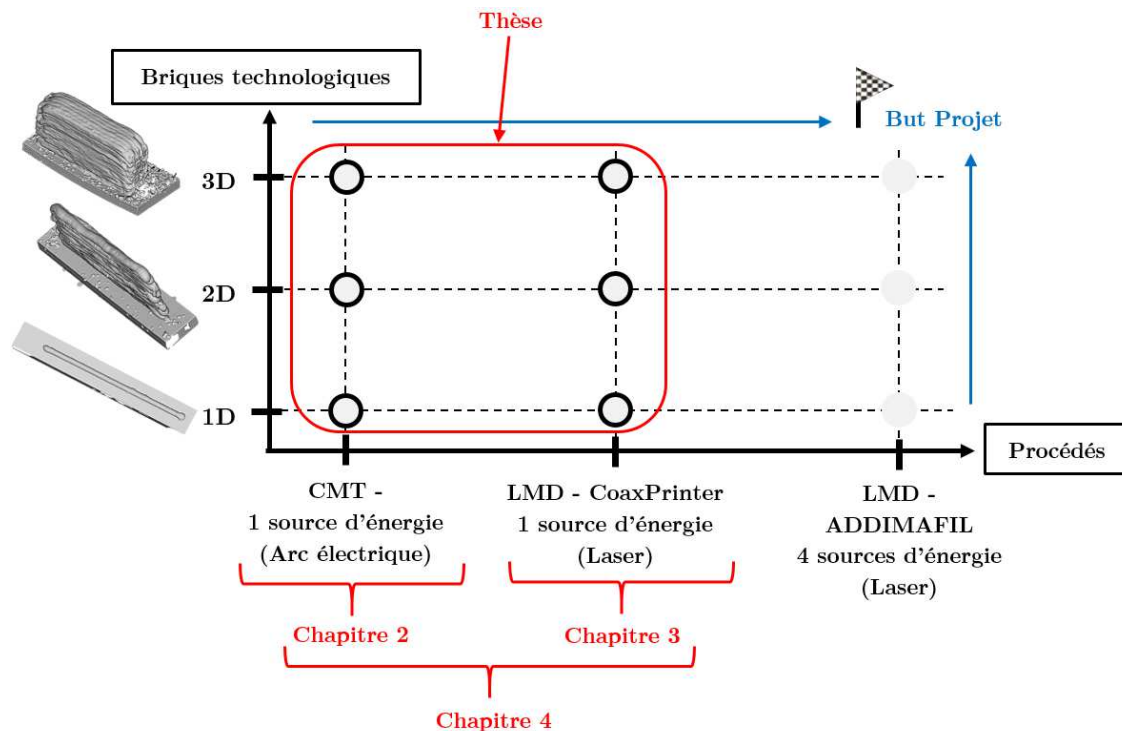 Thèse
Briques technologiques
But Projet
3D
2D
1D
Procédés
CMT -
1 source d'énergie
(Arc électrique)
LMD - CoaxPrinter
1 source d'énergie
(Laser)
LMD -
ADDIMAFIL
4 sources d'énergie
(Laser)
Chapitre 2
Chapitre 3
Chapitre 4